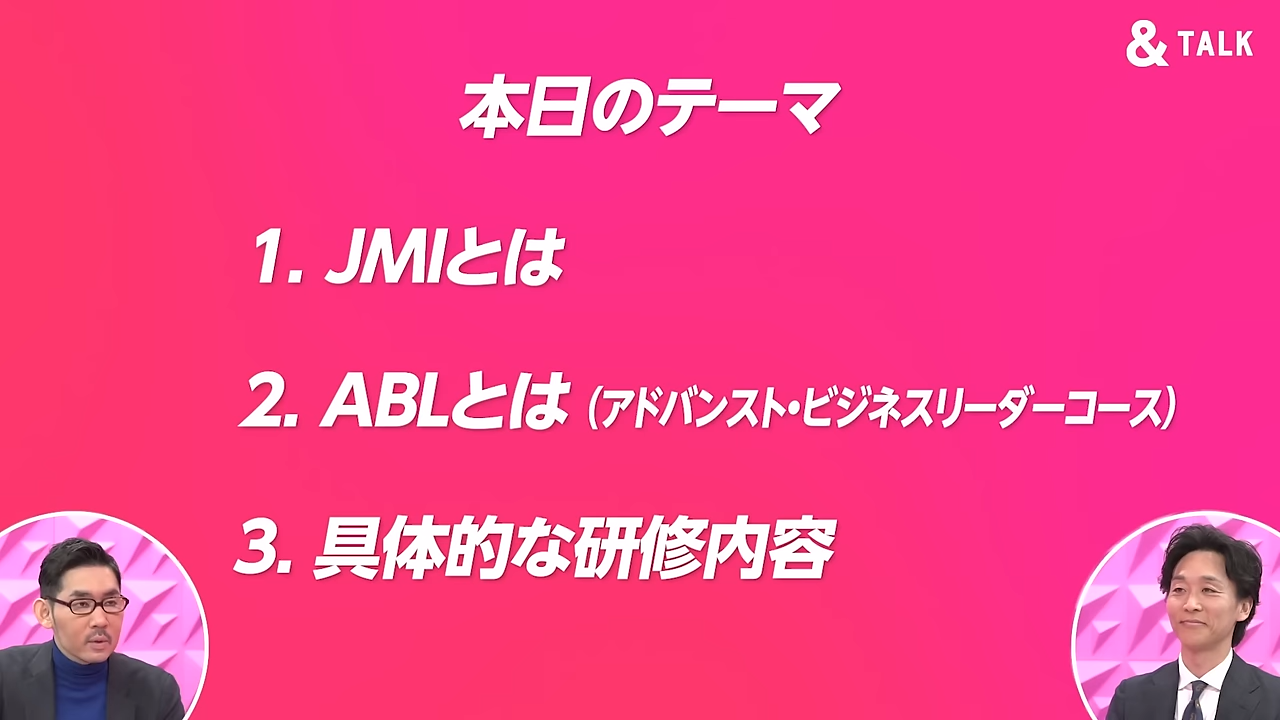 & TALK
本日のテーマ
1. JMIとは
2. ABLとは (アドバンスト・ビジネスリーダーコース)
3. 具体的な研修内容